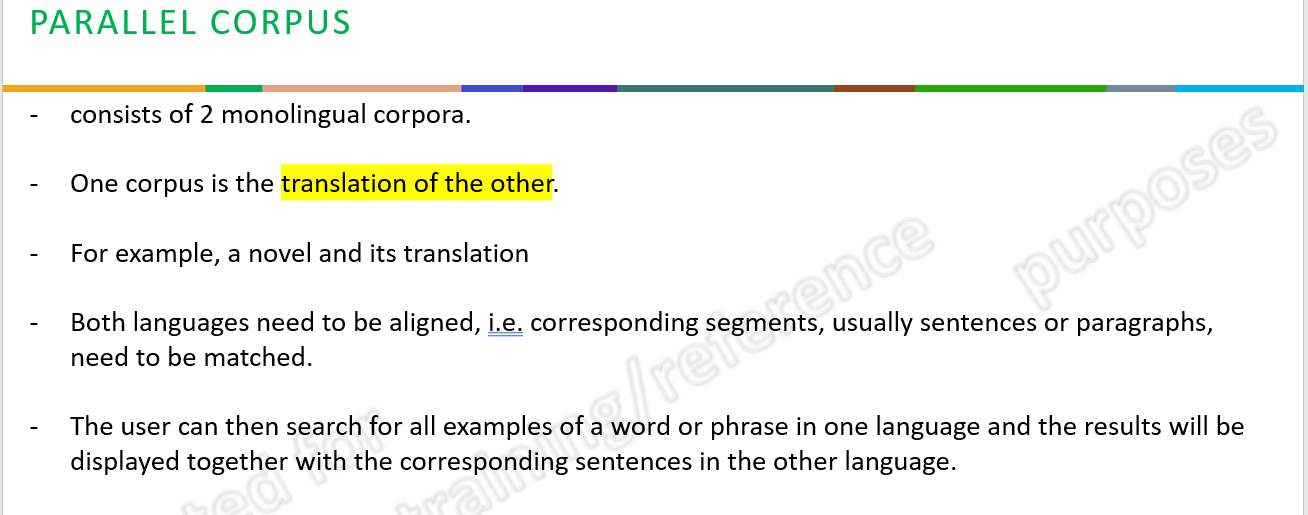 PARALLEL CORPUS
- consists of 2 monolingual corpora.
- One corpus is the translation of the other.
- For example, a novel and its translation
- Both languages need to be aligned, i.e. corresponding segments, usually sentences or paragraphs,
need to be matched.
- The user can then search for all examples of a word or phrase in one language and the results will be
displayed together with the corresponding sentences in the other language.
purposes
training/reference
for